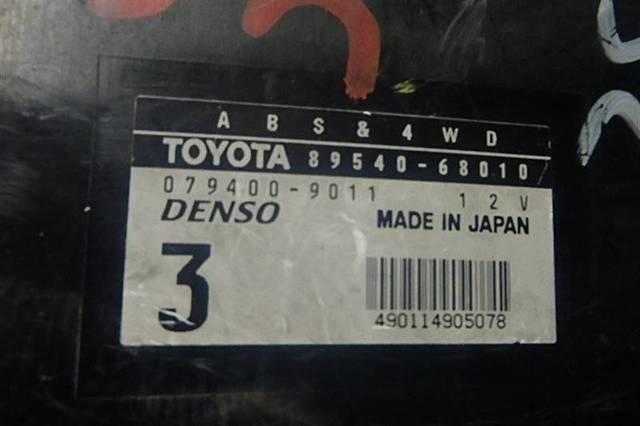 ABS&4WD
TOYOTA 89540-68010
079400-9011 12V
DENSO MADE IN JAPAN
3
490114905078